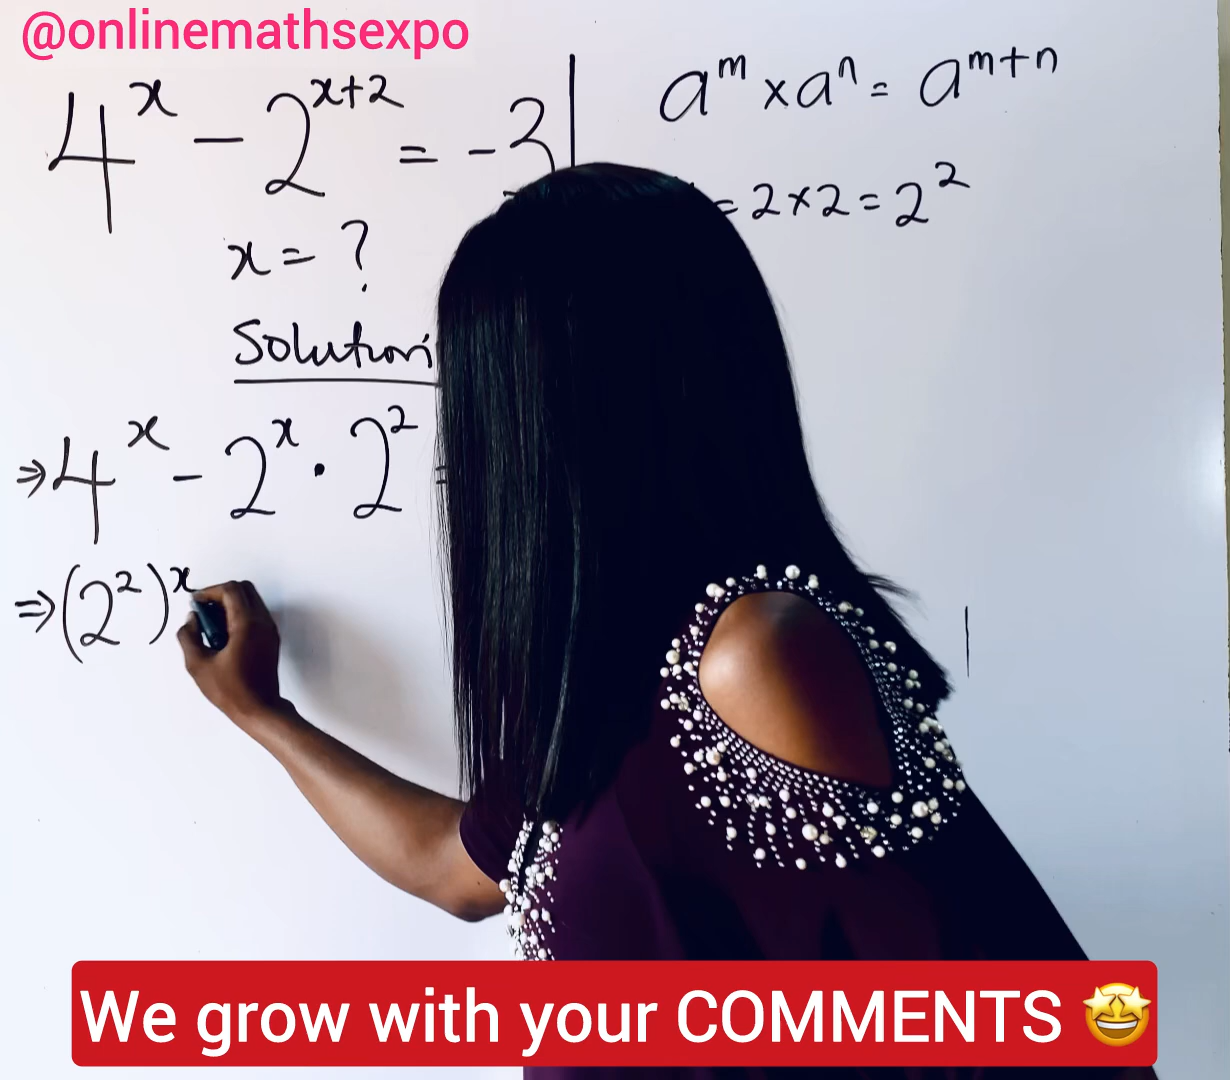 @onlinemathsexpo
4^x - 2^{x+2} = -3
x = ?
Solution
⇒ 4^x - 2^x · 2^2 =
⇒ (2^2)^x
a^m × a^n = a^{m+n}
= 2×2 = 2^2
We grow with your COMMENTS 🤩